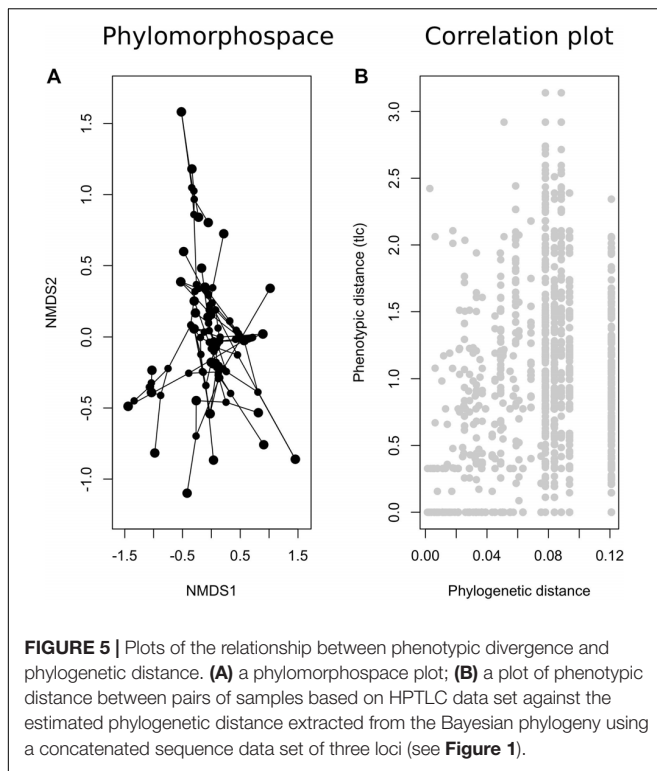 Phylomorphospace
Correlation plot
A
B
1.5
1.0
0.5
0.0
-0.5
-1.0
NMDS2
-1.5
-0.5
0.5
1.5
NMDS1
3.0
2.5
2.0
1.5
1.0
0.5
0.0
Phenotypic distance (tlc)
0.00
0.04
0.08
0.12
Phylogenetic distance
FIGURE 5 | Plots of the relationship between phenotypic divergence and
phylogenetic distance. (A) a phylomorphospace plot; (B) a plot of phenotypic
distance between pairs of samples based on HPTLC data set against the
estimated phylogenetic distance extracted from the Bayesian phylogeny using
a concatenated sequence data set of three loci (see Figure 1).